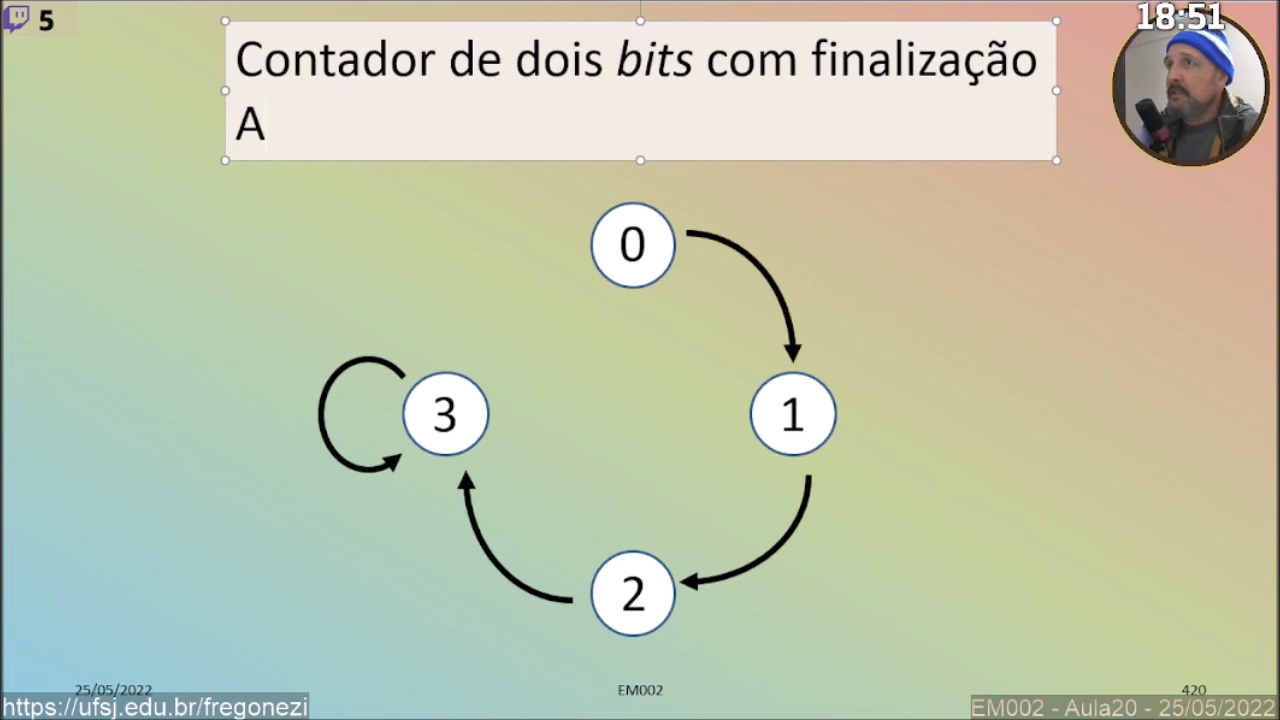 5
18:51
Contador de dois bits com finalização
A
0
3
1
2
25/05/2022
EM002
420
https://ufsj.edu.br/fregonezi
EM002 - Aula20 - 25/05/2022